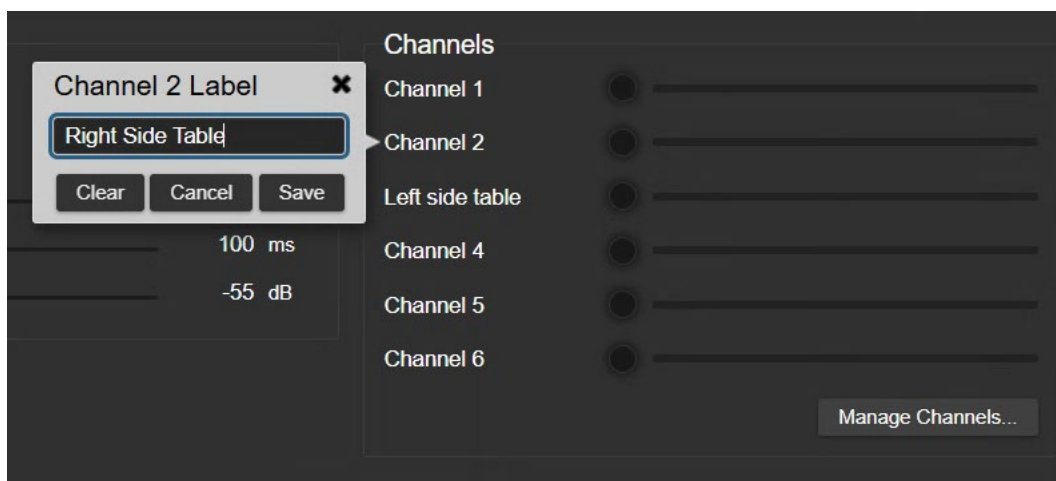 Channel 2 Label
Right Side Table
Clear Cancel Save
100 ms
-55 dB
Channels
Channel 1
Channel 2
Left side table
Channel 4
Channel 5
Channel 6
Manage Channels...